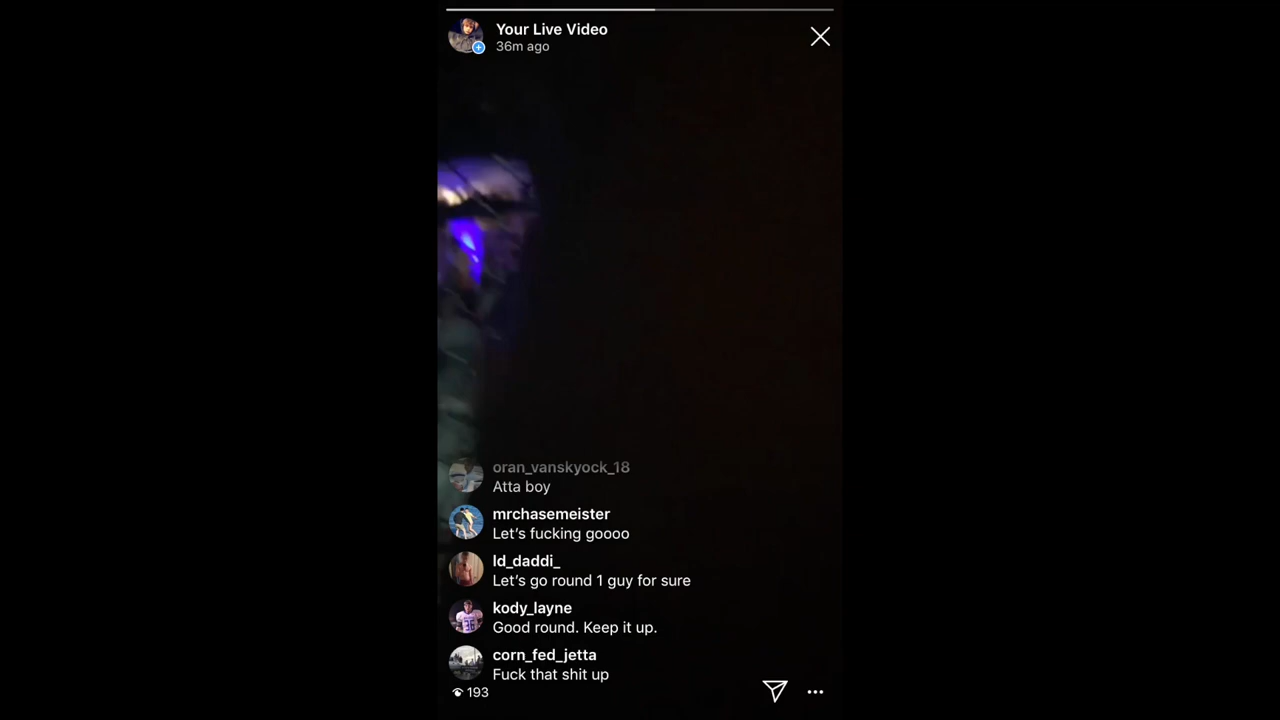 Your Live Video
36m ago
oran_vanskyock_18
Atta boy
mrchasemeister
Let's fucking goooo
ld_daddi_
Let's go round 1 guy for sure
kody_layne
Good round. Keep it up.
corn_fed_jetta
Fuck that shit up
193